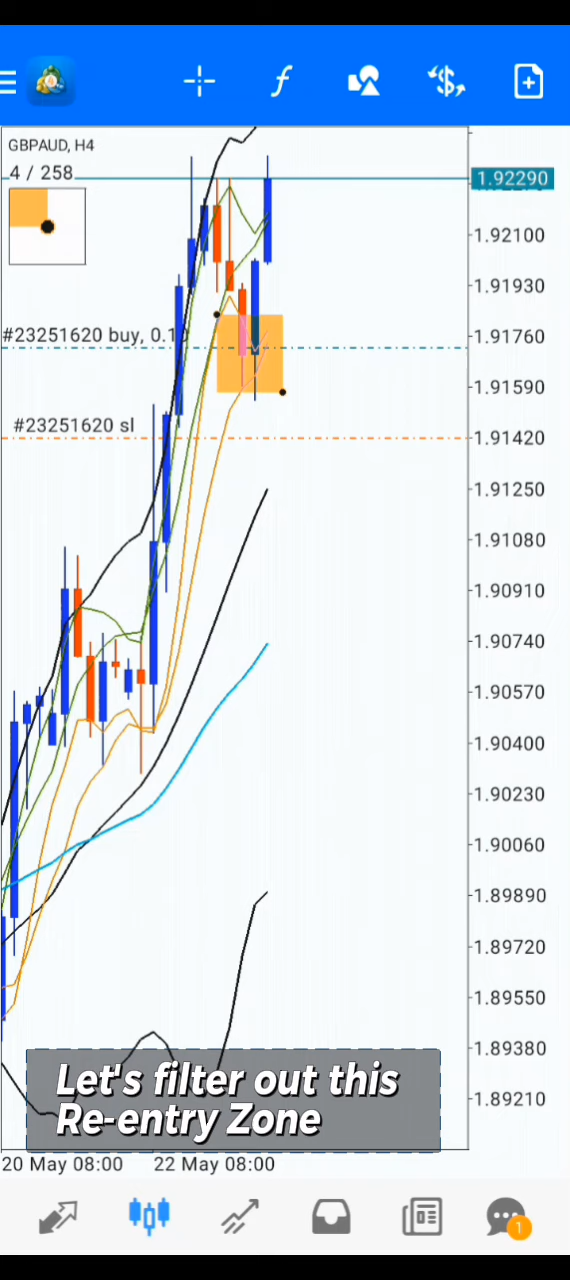 GBPAUD, H4
4 / 258
1.92290
1.92100
1.91930
#23251620 buy, 0.1
1.91760
1.91590
#23251620 sl
1.91420
1.91250
1.91080
1.90910
1.90740
1.90570
1.90400
1.90230
1.90060
1.89890
1.89720
1.89550
1.89380
1.89210
Let's filter out this
Re-entry Zone
20 May 08:00
22 May 08:00
1